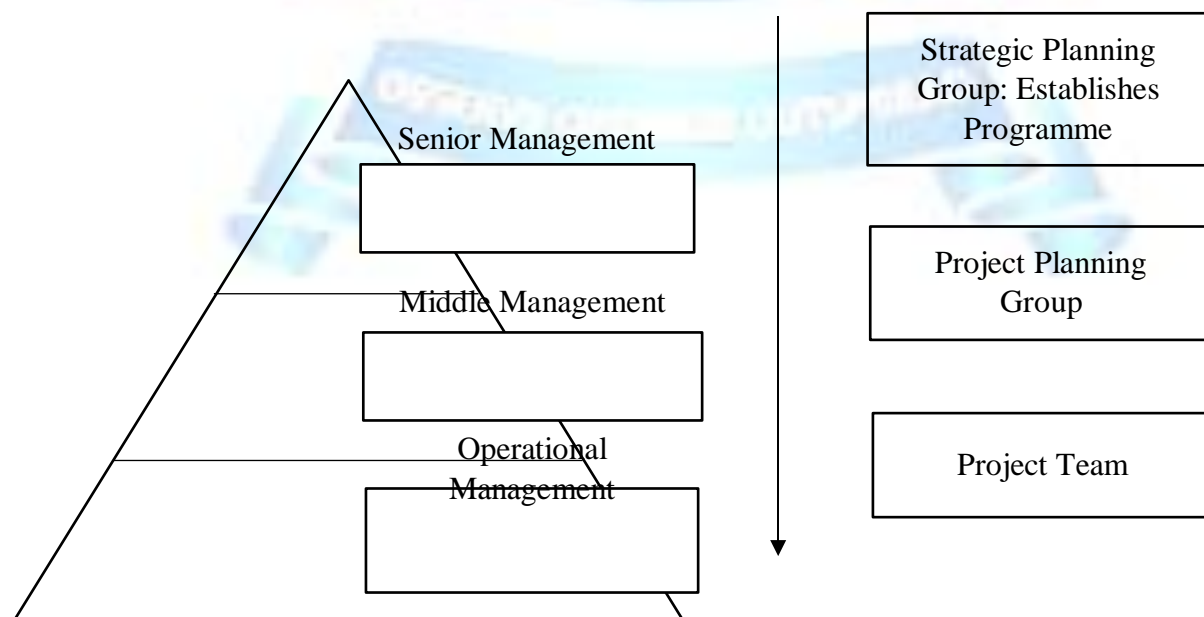 Senior Management
Middle Management
Operational
Management
Strategic Planning
Group: Establishes
Programme
Project Planning
Group
Project Team